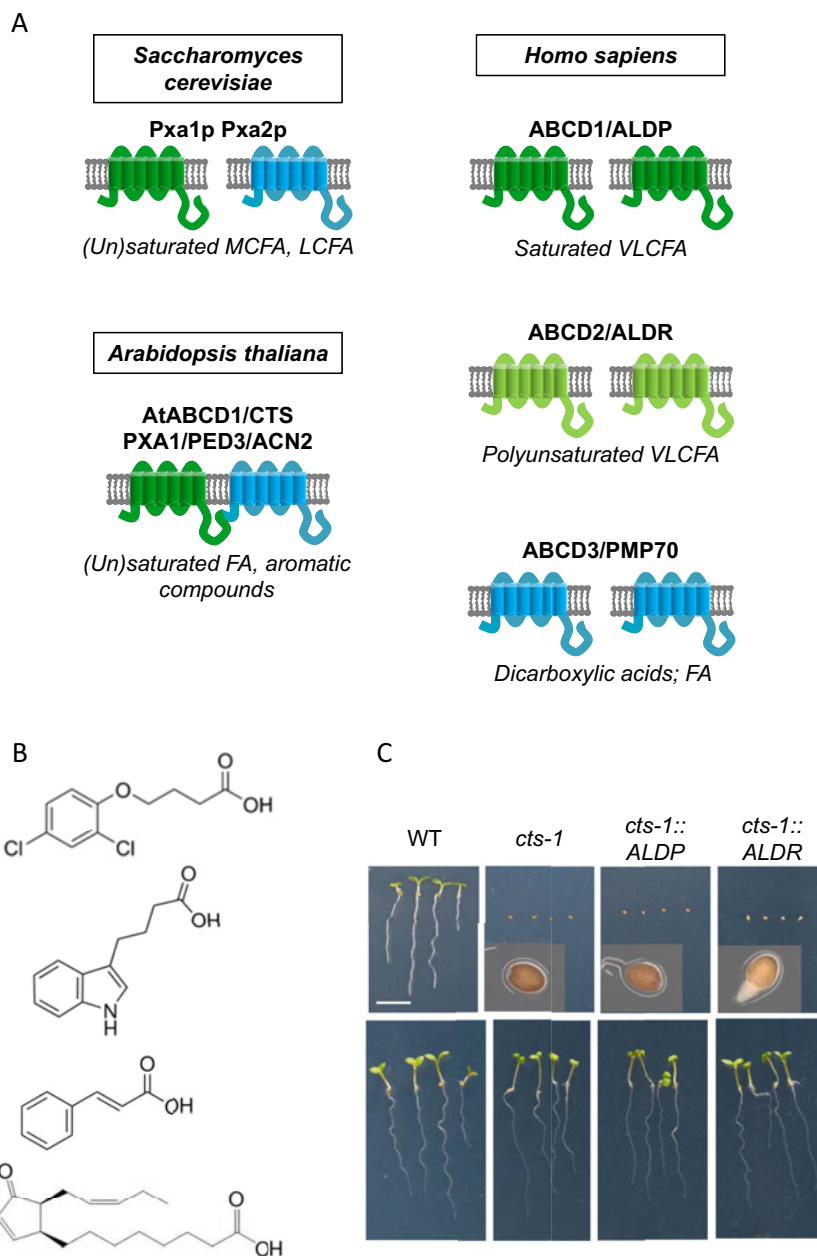 A
Saccharomyces
cerevisiae
Pxa1p Pxa2p
(Un)saturated MCFA, LCFA
Arabidopsis thaliana
AtABCD1/CTS
PXA1/PED3/ACN2
(Un)saturated FA, aromatic
compounds
Homo sapiens
ABCD1/ALDP
Saturated VLCFA
ABCD2/ALDR
Polyunsaturated VLCFA
ABCD3/PMP70
Dicarboxylic acids; FA
B
O
O
OH
Cl
Cl
O
OH
N
H
O
OH
O
O
OH
C
WT
cts-1
cts-1::
ALDP
cts-1::
ALDR